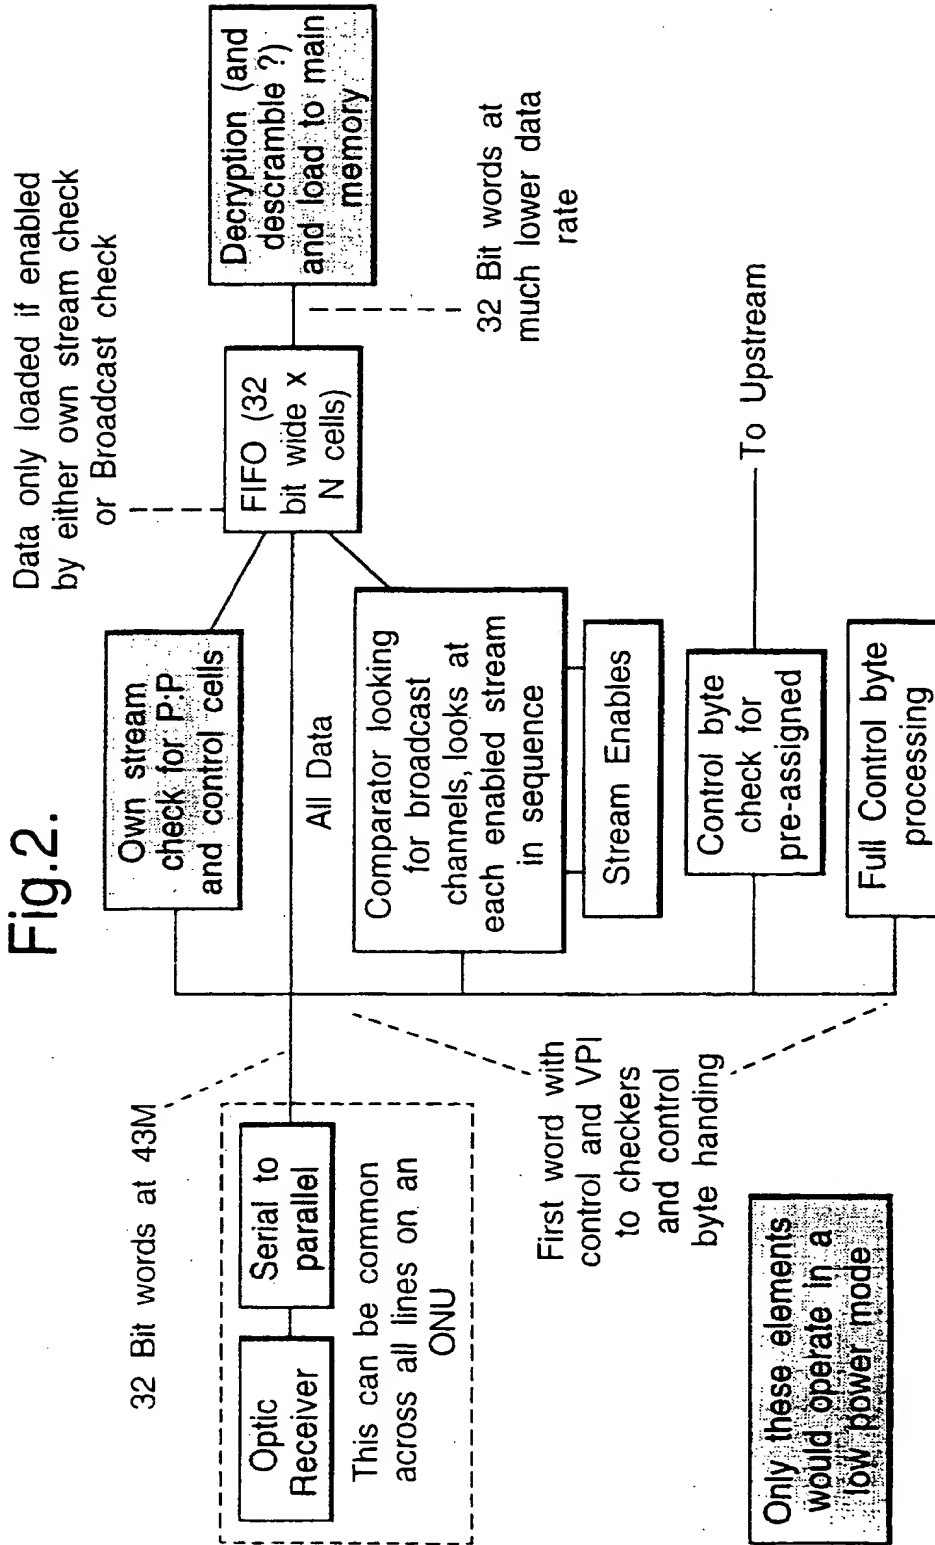 Fig.2.
32 Bit words at 43M
Optic
Receiver
Serial to
parallel
This can be common
across all lines on an
ONU
First word with
control and VPI
to checkers
and control
byte handing
Only these elements
would operate in a
low power mode
Own stream
check for P.P
and control cells
All Data
Comparator looking
for broadcast
channels, looks at
each enabled stream
in sequence
Stream Enables
Control byte
check for
pre-assigned
To Upstream
Full Control byte
processing
Data only loaded if enabled
by either own stream check
or Broadcast check
FIFO (32
bit wide x
N cells)
Decryption (and
descramble ?)
and load to main
memory
32 Bit words at
much lower data
rate